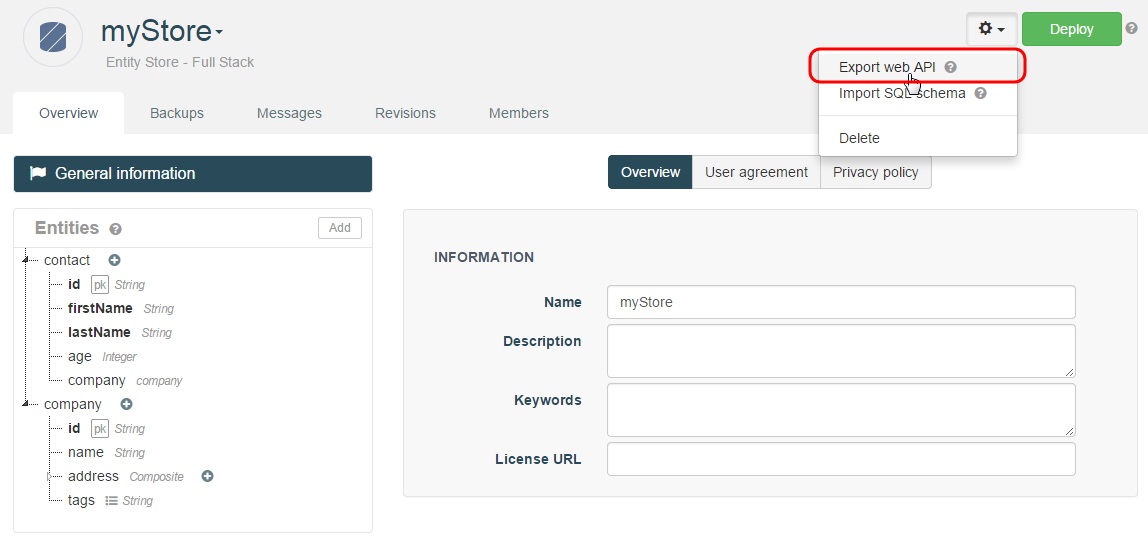 myStore
Entity Store - Full Stack
Deploy
Export web API
Import SQL schema
Delete
Overview Backups Messages Revisions Members
General information
Overview User agreement Privacy policy
Entities Add
contact
id pk String
firstName String
lastName String
age Integer
company company
company
id pk String
name String
address Composite
tags String
INFORMATION
Name myStore
Description
Keywords
License URL